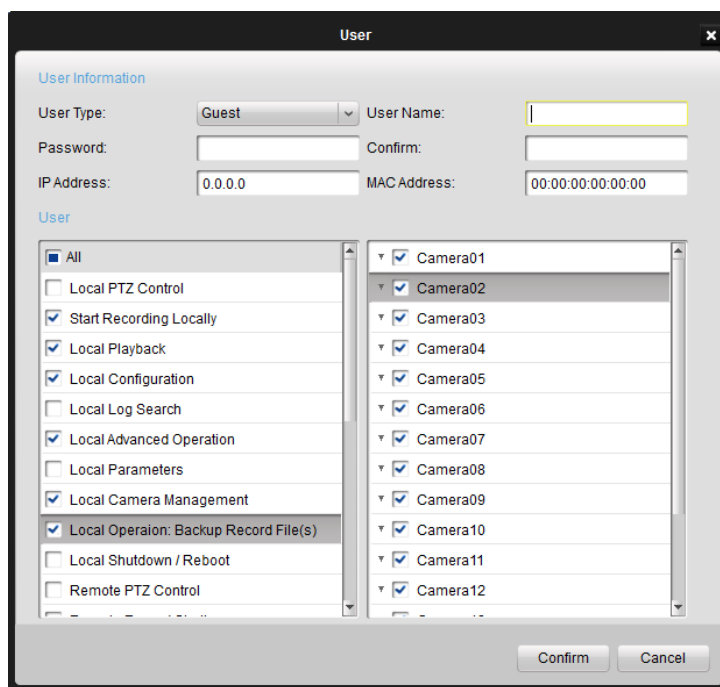 User
User Information
User Type: Guest User Name:
Password: Confirm:
IP Address: 0.0.0.0 MAC Address: 00:00:00:00:00:00
User
All
Local PTZ Control
Start Recording Locally
Local Playback
Local Configuration
Local Log Search
Local Advanced Operation
Local Parameters
Local Camera Management
Local Operaion: Backup Record File(s)
Local Shutdown / Reboot
Remote PTZ Control
Camera01
Camera02
Camera03
Camera04
Camera05
Camera06
Camera07
Camera08
Camera09
Camera10
Camera11
Camera12
Confirm Cancel